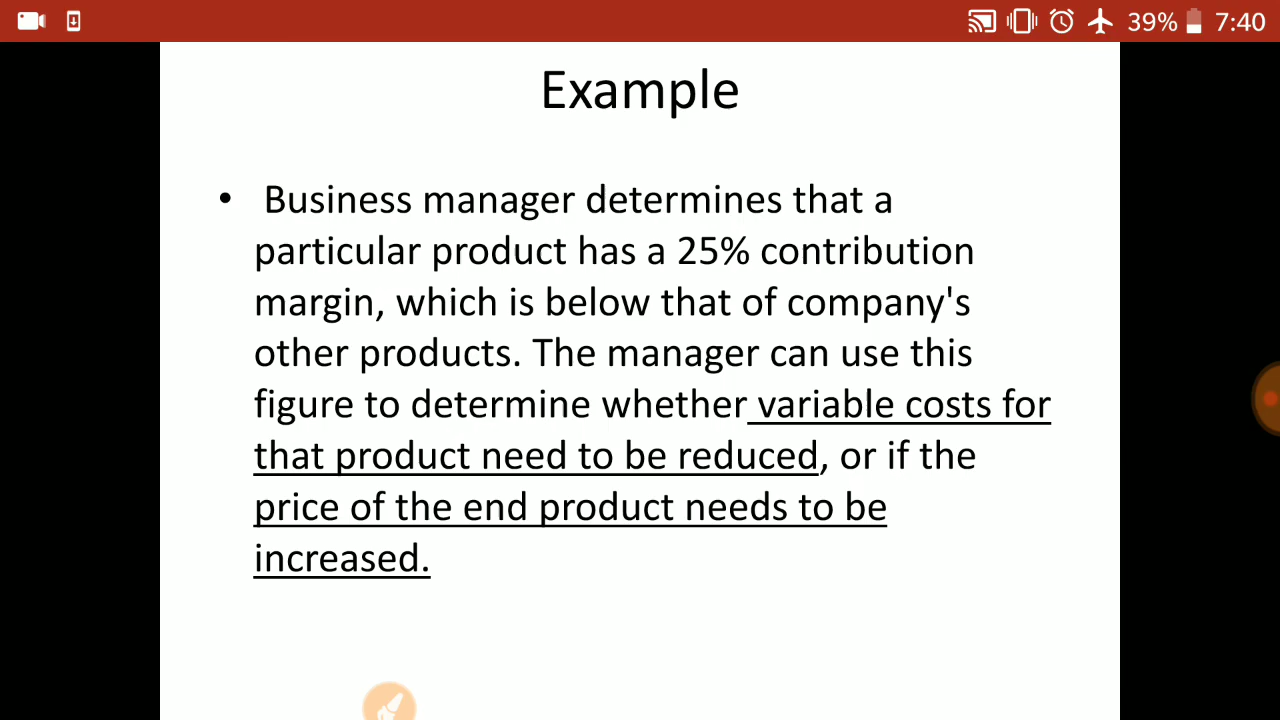 39% 7:40
Example
• Business manager determines that a
particular product has a 25% contribution
margin, which is below that of company's
other products. The manager can use this
figure to determine whether variable costs for
that product need to be reduced, or if the
price of the end product needs to be
increased.